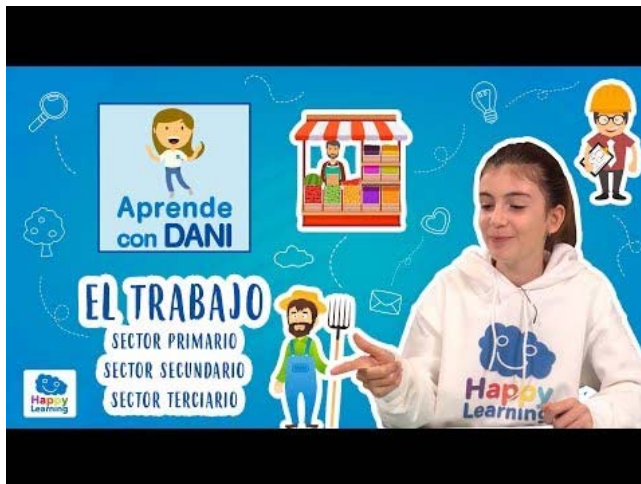 Aprende
con DANI
EL TRABAJO
SECTOR PRIMARIO
SECTOR SECUNDARIO
SECTOR TERCIARIO
Happy
Learning
Happy
Learning